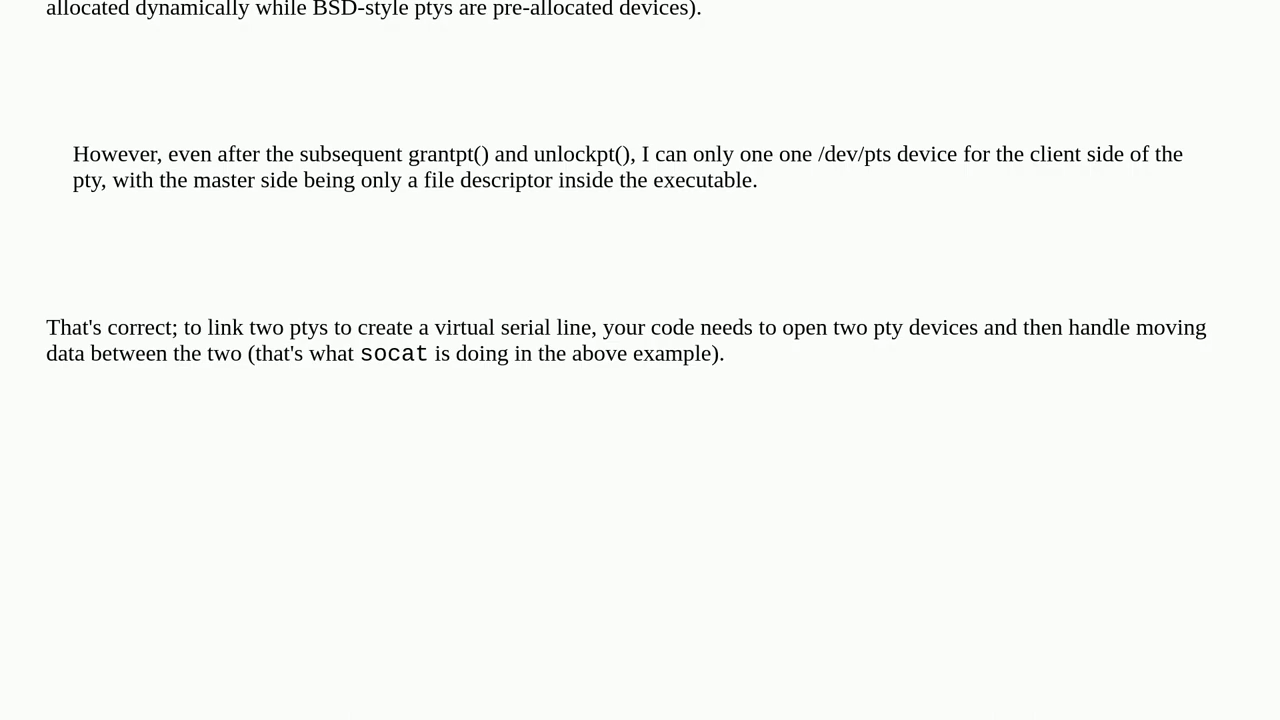 allocated dynamically while BSD-style ptys are pre-allocated devices).
However, even after the subsequent grantpt() and unlockpt(), I can only one one /dev/pts device for the client side of the
pty, with the master side being only a file descriptor inside the executable.
That's correct; to link two ptys to create a virtual serial line, your code needs to open two pty devices and then handle moving
data between the two (that's what socat is doing in the above example).